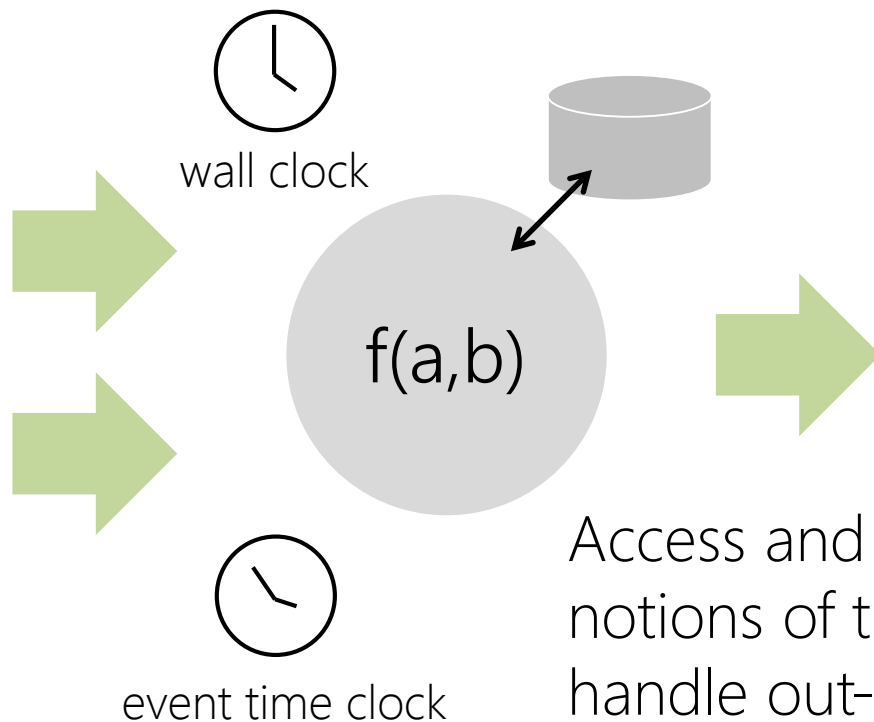 wall clock
f(a,b)
event time clock
Access and
notions of t
handle out-